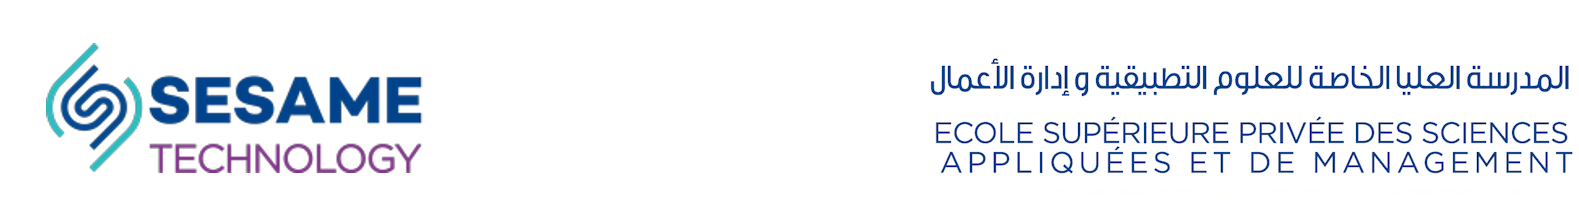 SESAME
TECHNOLOGY
المدرسة العليا الخاصة للعلوم التطبيقية و إدارة الأعمال
ECOLE SUPÉRIEURE PRIVÉE DES SCIENCES
APPLIQUÉES ET DE MANAGEMENT